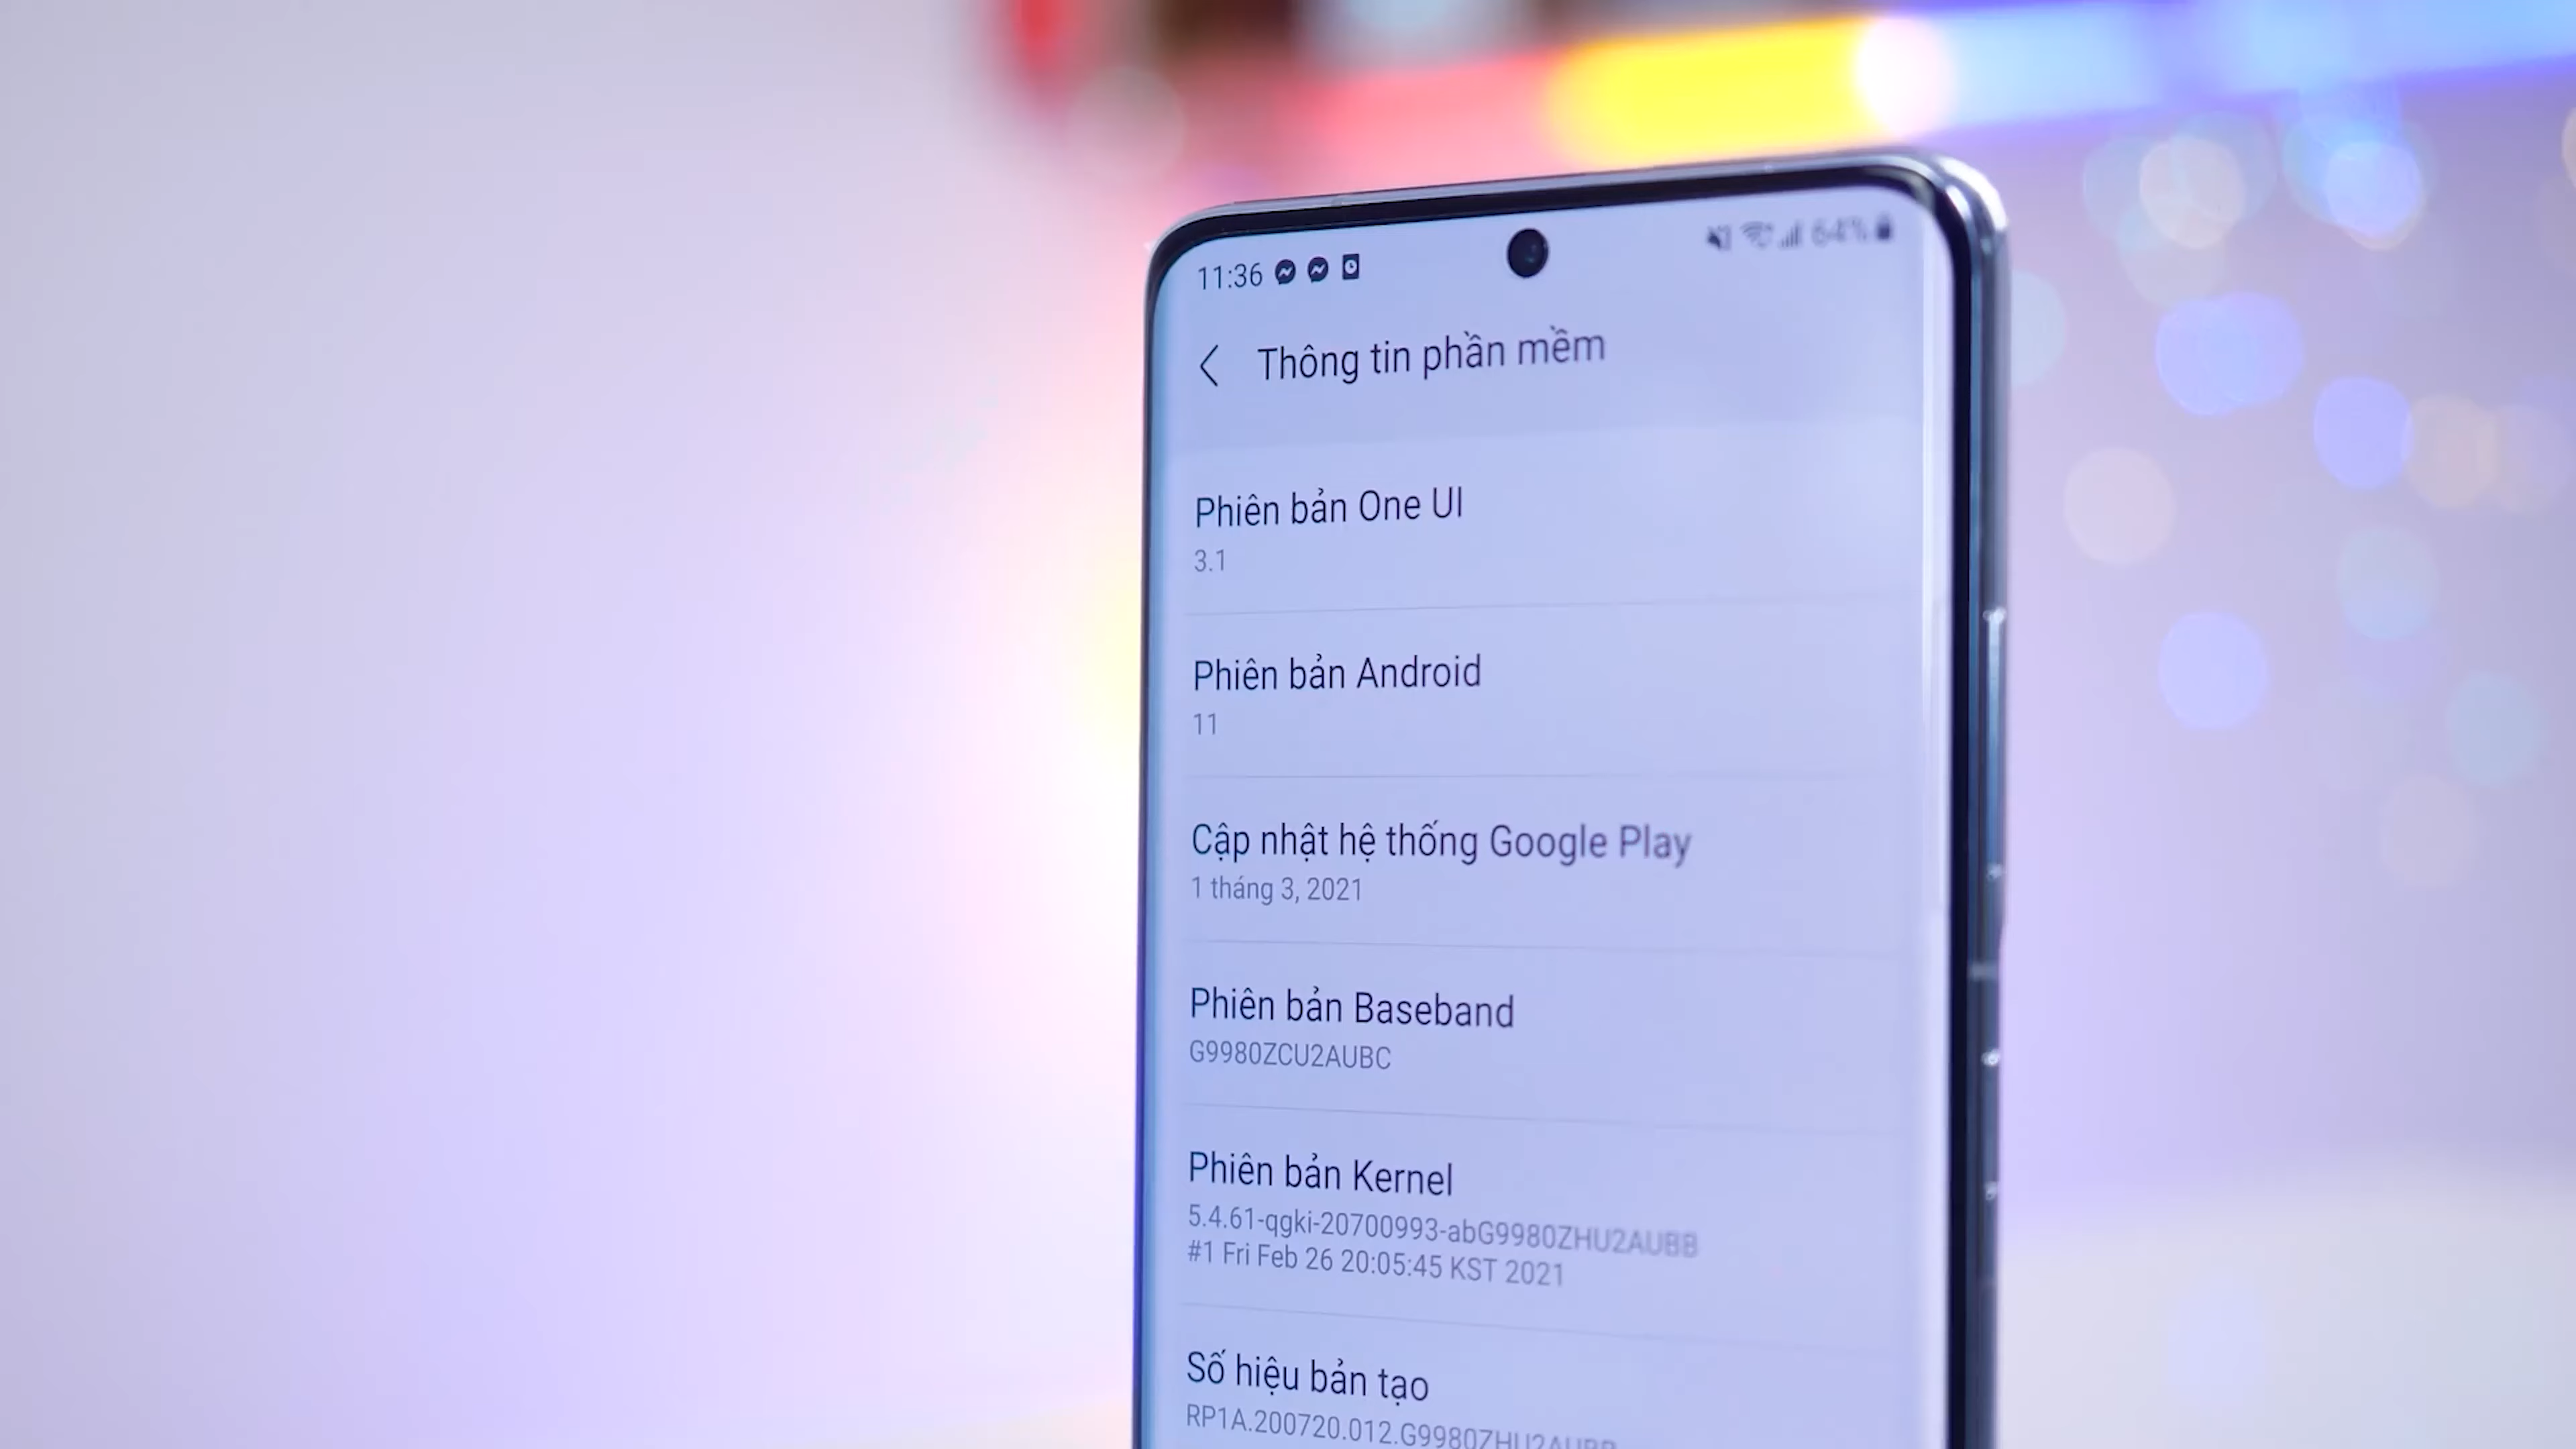 11:36 64%
Thông tin phần mềm
Phiên bản One UI
3.1
Phiên bản Android
11
Cập nhật hệ thống Google Play
1 tháng 3, 2021
Phiên bản Baseband
G9980ZCU2AUBC
Phiên bản Kernel
5.4.61-qgki-20700993-abG9980ZHU2AUBB
#1 Fri Feb 26 20:05:45 KST 2021
Số hiệu bản tạo
RP1A.200720.012.G9980ZHU2AUBB